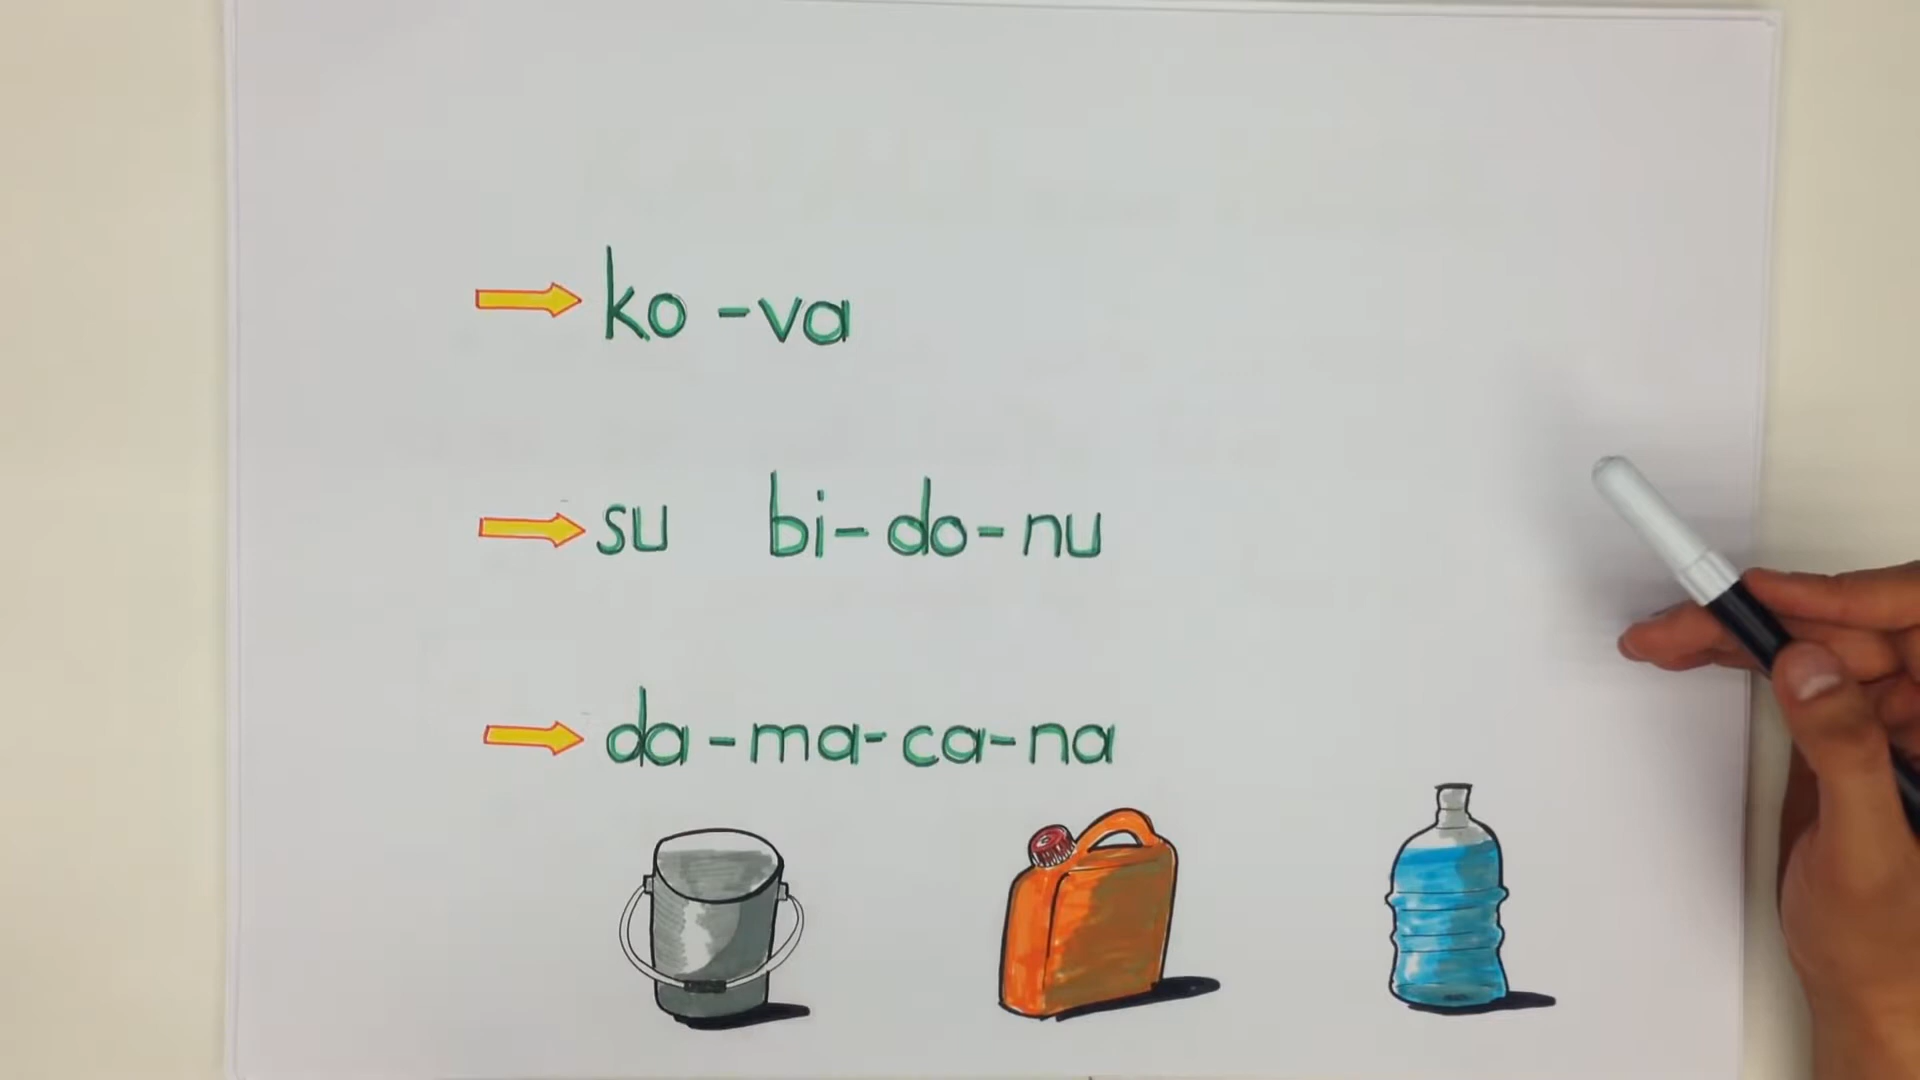 ko - va
su bi - do - nu
da - ma - ca - na